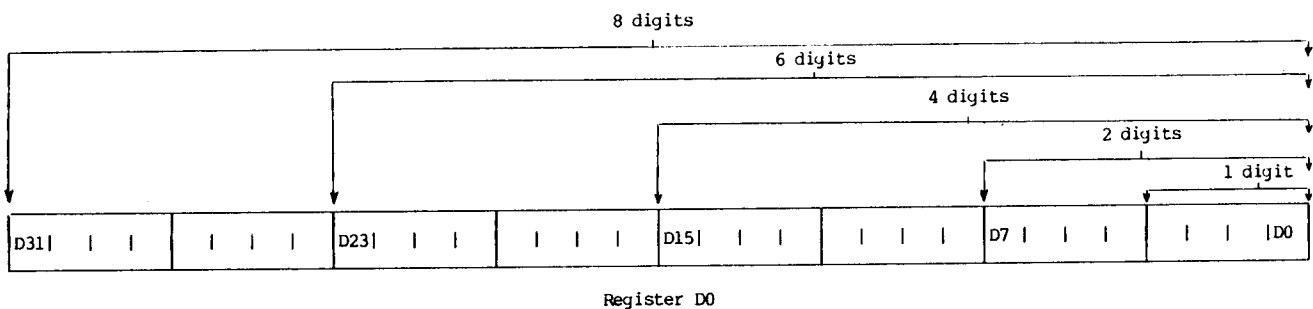 8 digits
6 digits
4 digits
2 digits
1 digit
D31 D23 D15 D7 D0
Register D0